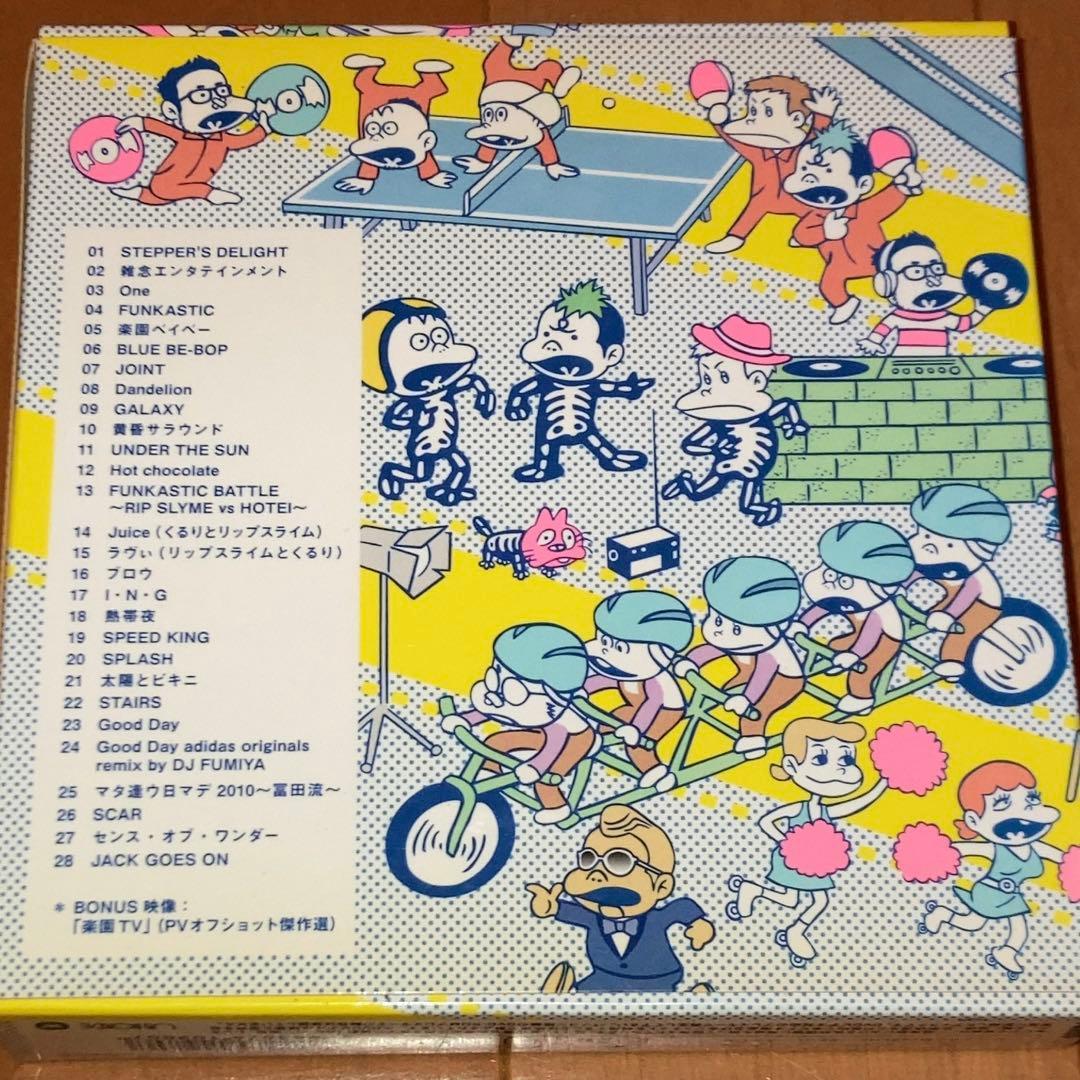 01 STEPPER'S DELIGHT
02 雑念エンタテインメント
03 One
04 FUNKASTIC
05 楽園ベイベー
06 BLUE BE-BOP
07 JOINT
08 Dandelion
09 GALAXY
10 黄昏サラウンド
11 UNDER THE SUN
12 Hot chocolate
13 FUNKASTIC BATTLE
～RIP SLYME vs HOTEI～
14 Juice（くるりとリップスライム）
15 ラヴぃ（リップスライムとくるり）
16 ブロウ
17 I・N・G
18 熱帯夜
19 SPEED KING
20 SPLASH
21 太陽とビキニ
22 STAIRS
23 Good Day
24 Good Day adidas originals
remix by DJ FUMIYA
25 マタ逢ウ日マデ 2010～冨田流～
26 SCAR
27 センス・オブ・ワンダー
28 JACK GOES ON
* BONUS 映像：
「楽園TV」（PVオフショット傑作選）